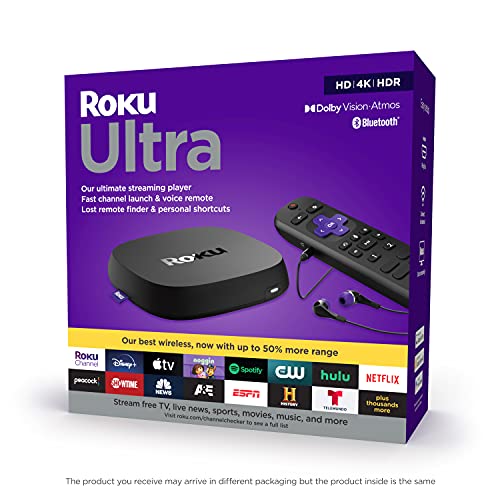 Roku
Ultra
HD | 4K | HDR
Dolby Vision·Atmos
Bluetooth®
Our ultimate streaming player
Fast channel launch & voice remote
Lost remote finder & personal shortcuts
Roku
Our best wireless, now with up to 50% more range
Roku Channel
Disney+
tv
noggin
Spotify
CW
hulu
NETFLIX
peacock
SHOWTIME
NBC NEWS
A&E
ESPN
HISTORY
TELEMUNDO
plus thousands more
Stream free TV, live news, sports, movies, music, and more
Visit roku.com/channelchecker to see a full list
The product you receive may arrive in different packaging but the product inside is the same